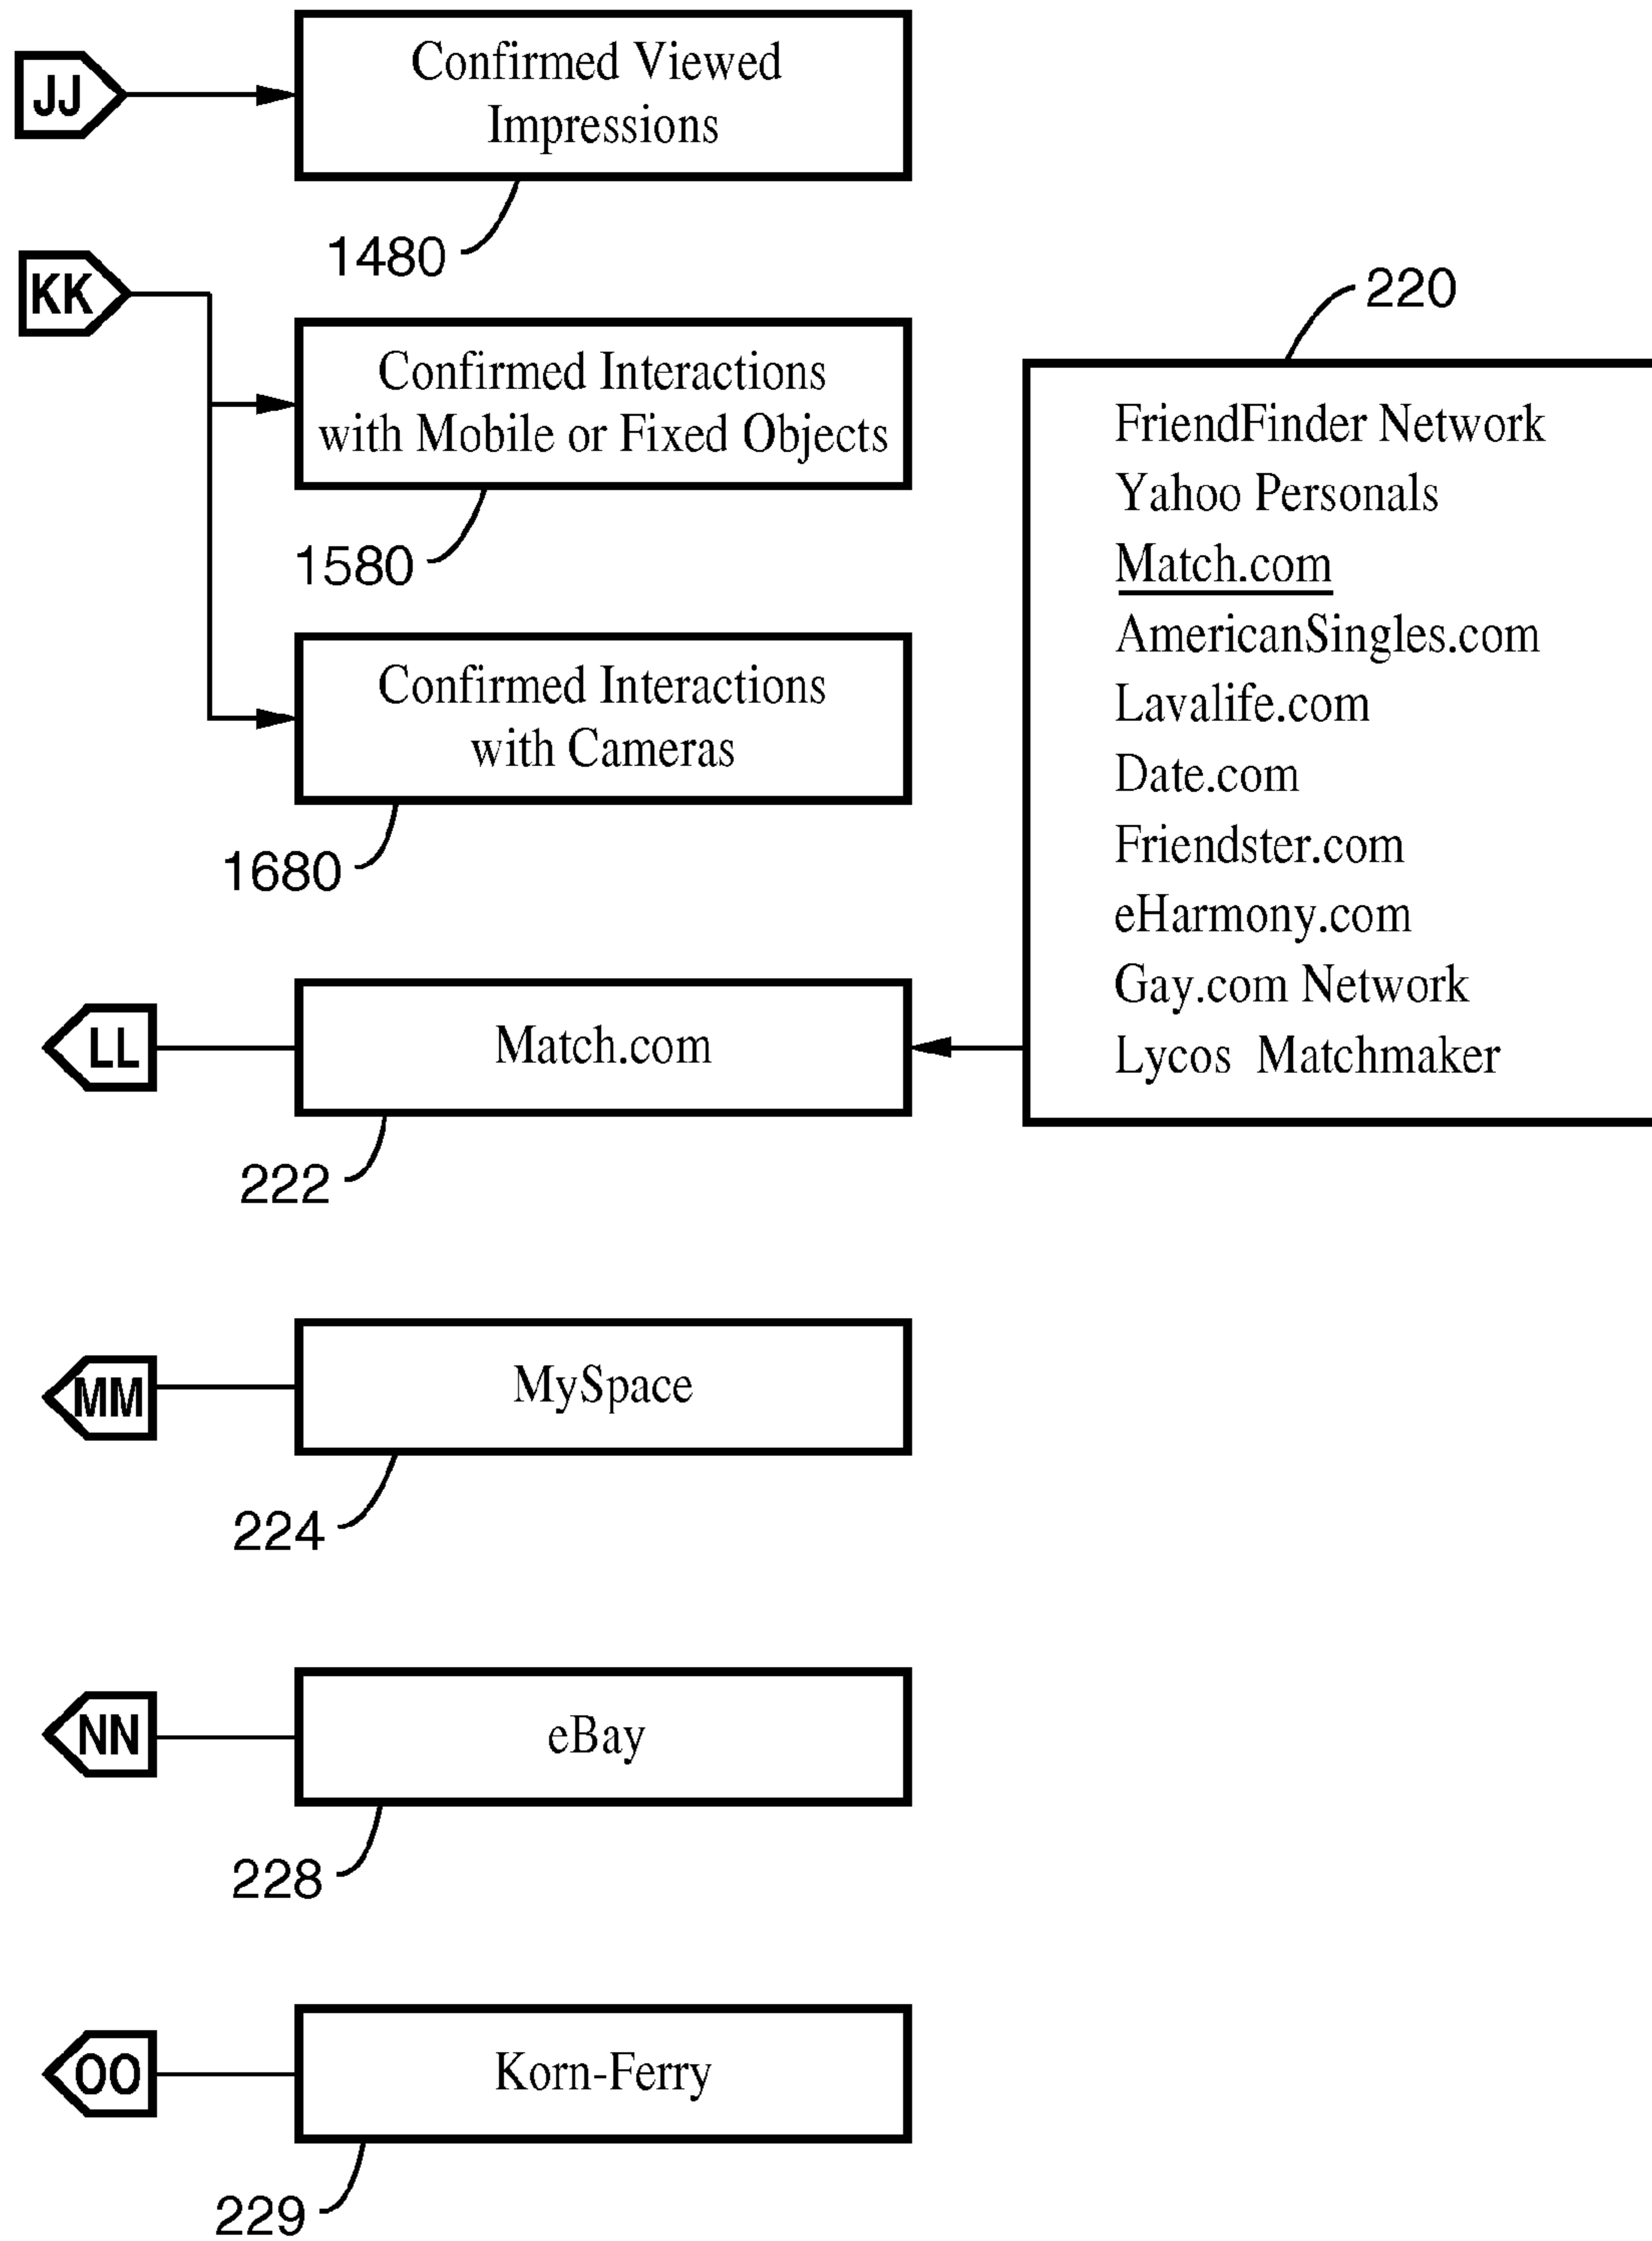 JJ
Confirmed Viewed
Impressions
1480
KK
Confirmed Interactions
with Mobile or Fixed Objects
1580
Confirmed Interactions
with Cameras
1680
220
FriendFinder Network
Yahoo Personals
Match.com
AmericanSingles.com
Lavalife.com
Date.com
Friendster.com
eHarmony.com
Gay.com Network
Lycos Matchmaker
LL
Match.com
222
MM
MySpace
224
NN
eBay
228
OO
Korn-Ferry
229